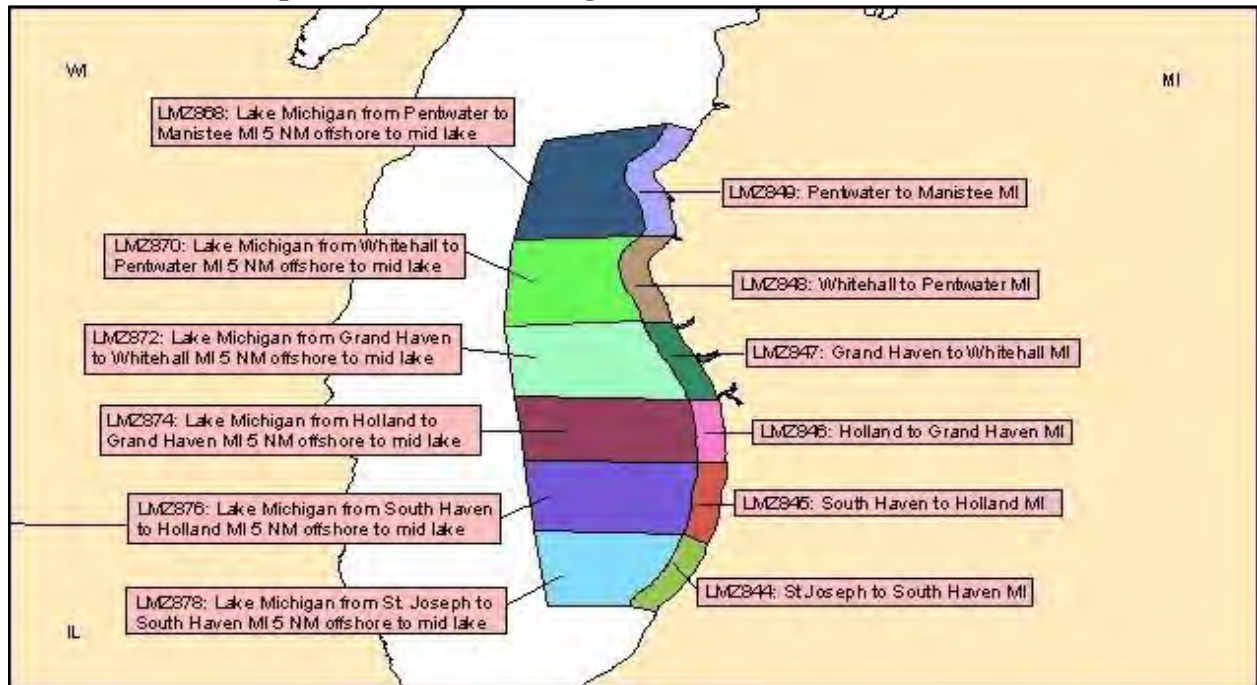 WI
MI
LMZ868: Lake Michigan from Pentwater to
Manistee MI 5 NM offshore to mid lake
LMZ849: Pentwater to Manistee MI
LMZ870: Lake Michigan from Whitehall to
Pentwater MI 5 NM offshore to mid lake
LMZ848: Whitehall to Pentwater MI
LMZ872: Lake Michigan from Grand Haven
to Whitehall MI 5 NM offshore to mid lake
LMZ847: Grand Haven to Whitehall MI
LMZ874: Lake Michigan from Holland to
Grand Haven MI 5 NM offshore to mid lake
LMZ846: Holland to Grand Haven MI
LMZ876: Lake Michigan from South Haven
to Holland MI 5 NM offshore to mid lake
LMZ845: South Haven to Holland MI
LMZ878: Lake Michigan from St. Joseph to
South Haven MI 5 NM offshore to mid lake
LMZ844: St Joseph to South Haven MI
IL